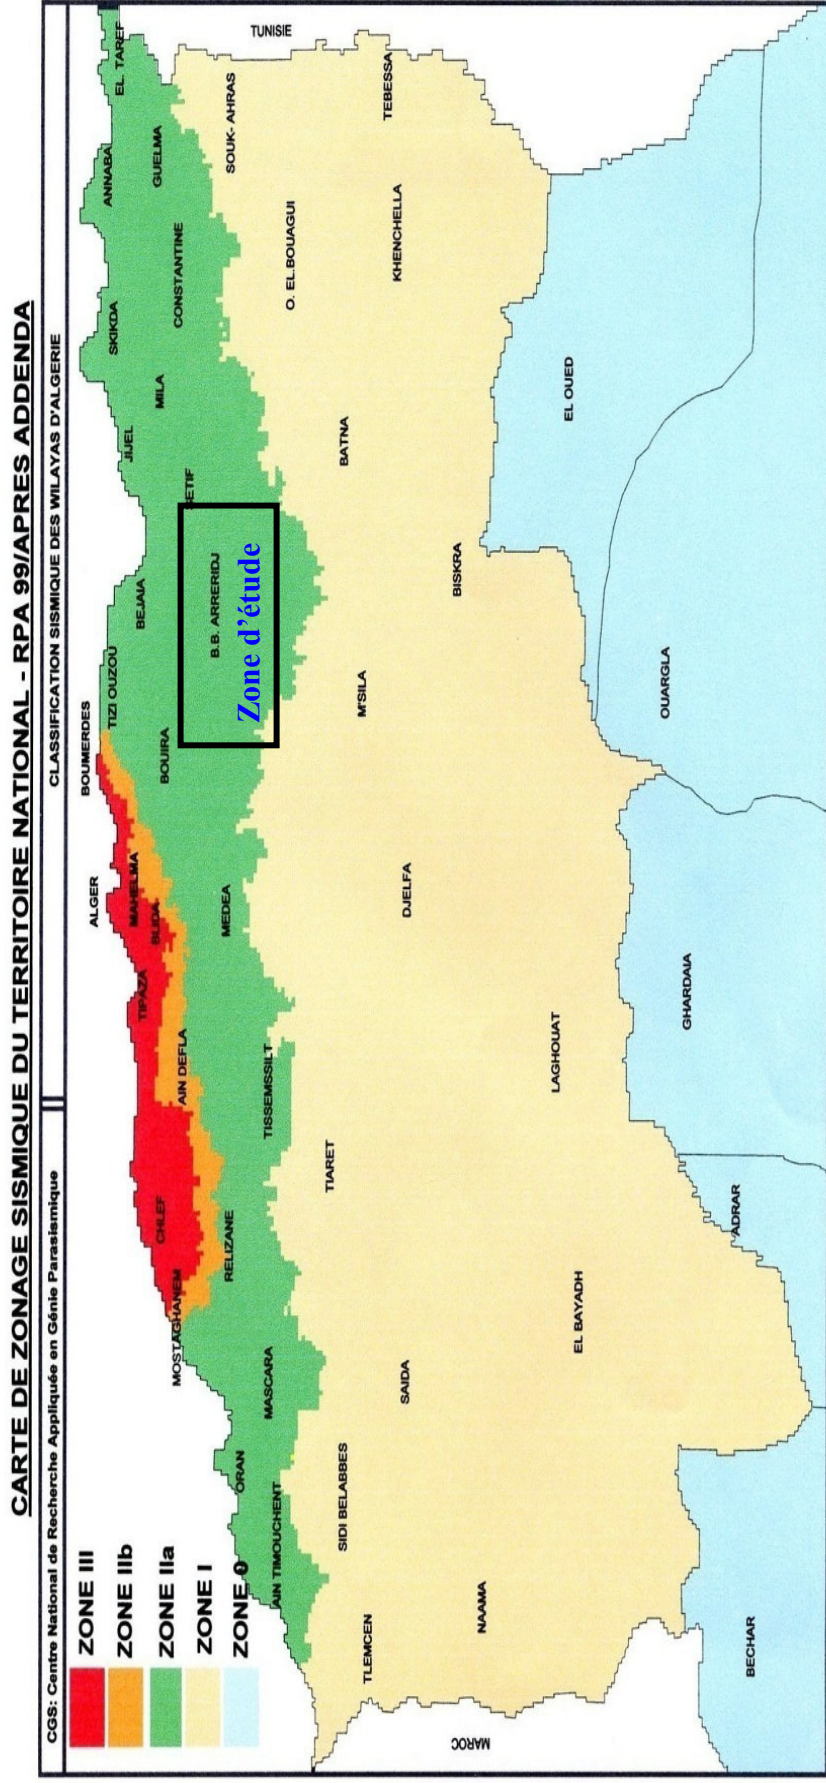 CARTE DE ZONAGE SISMIQUE DU TERRITOIRE NATIONAL - RPA 99/APRES ADDENDA
CGS: Centre National de Recherche Appliquée en Génie Parasismique
CLASSIFICATION SISMIQUE DES WILAYAS D'ALGERIE
ZONE III
ZONE IIb
ZONE IIa
ZONE I
ZONE 0
MAROC
TLEMCEN
NAAMA
BECHAR
AIN TIMOUCHENT
SIDI BELABBES
ORAN
MASCARA
SAIDA
EL BAYADH
MOSTAGHANEM
RELIZANE
CHLEF
TIARET
ADRAR
TISSEMSSILT
AIN DEFLA
LAGHOUAT
TIPAZA
GHARDAIA
BLIDA
MAHELMA
ALGER
MEDEA
DJELFA
BOUMERDES
BOUIRA
TIZI OUZOU
M'SILA
OUARGLA
BEJAIA
B.B. ARRERIDJ
Zone d'étude
BISKRA
SETIF
JIJEL
BATNA
MILA
EL OUED
SKIKDA
CONSTANTINE
O. EL.BOUAGUI
KHENCHELLA
ANNABA
GUELMA
SOUK- AHRAS
TEBESSA
EL. TAREF
TUNISIE